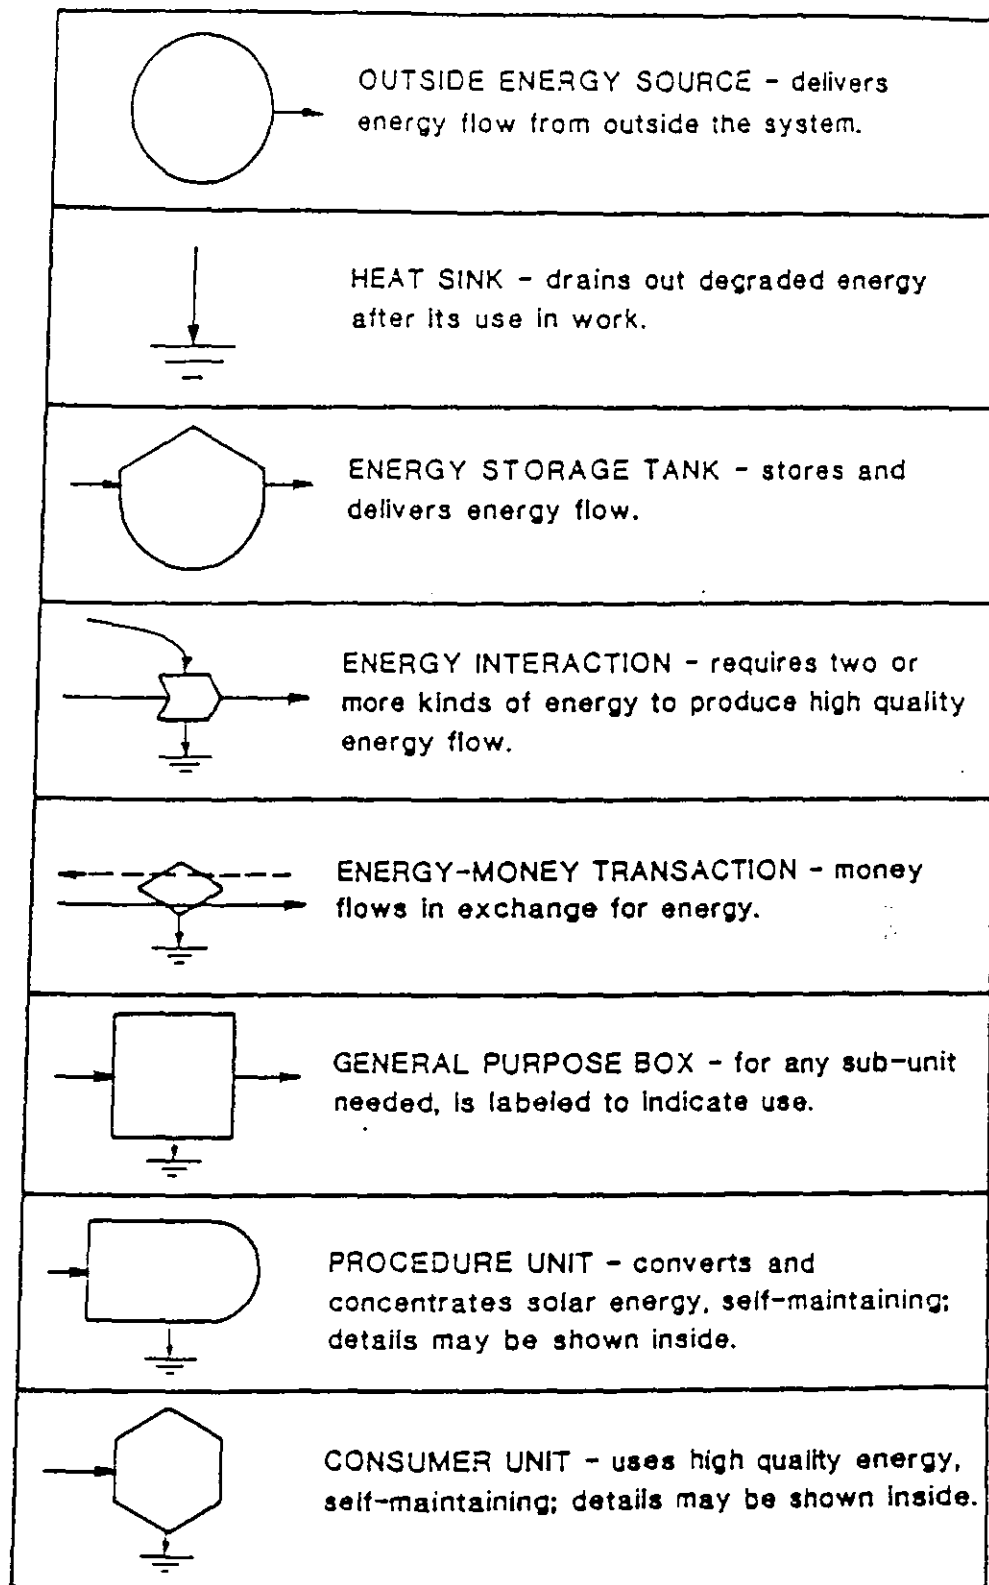 OUTSIDE ENERGY SOURCE - delivers
energy flow from outside the system.
HEAT SINK - drains out degraded energy
after its use in work.
ENERGY STORAGE TANK - stores and
delivers energy flow.
ENERGY INTERACTION - requires two or
more kinds of energy to produce high quality
energy flow.
ENERGY-MONEY TRANSACTION - money
flows in exchange for energy.
GENERAL PURPOSE BOX - for any sub-unit
needed, is labeled to indicate use.
PROCEDURE UNIT - converts and
concentrates solar energy, self-maintaining;
details may be shown inside.
CONSUMER UNIT - uses high quality energy,
self-maintaining; details may be shown inside.